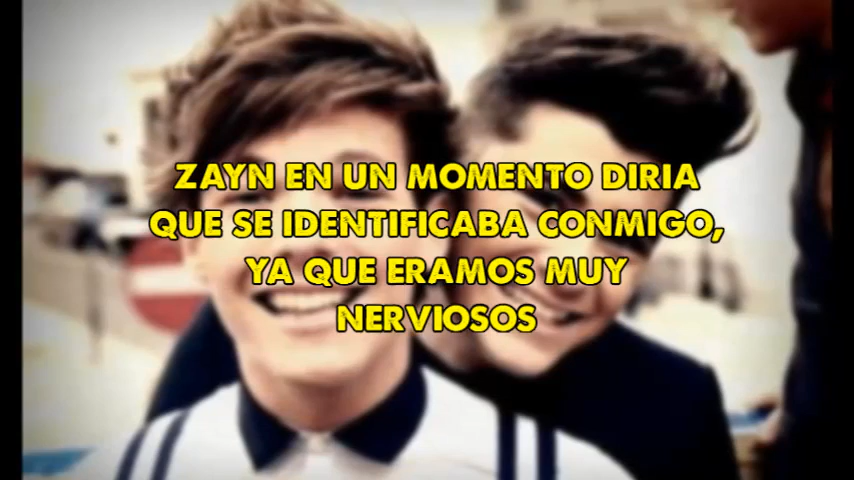 ZAYN EN UN MOMENTO DIRIA
QUE SE IDENTIFICABA CONMIGO,
YA QUE ERAMOS MUY
NERVIOSOS